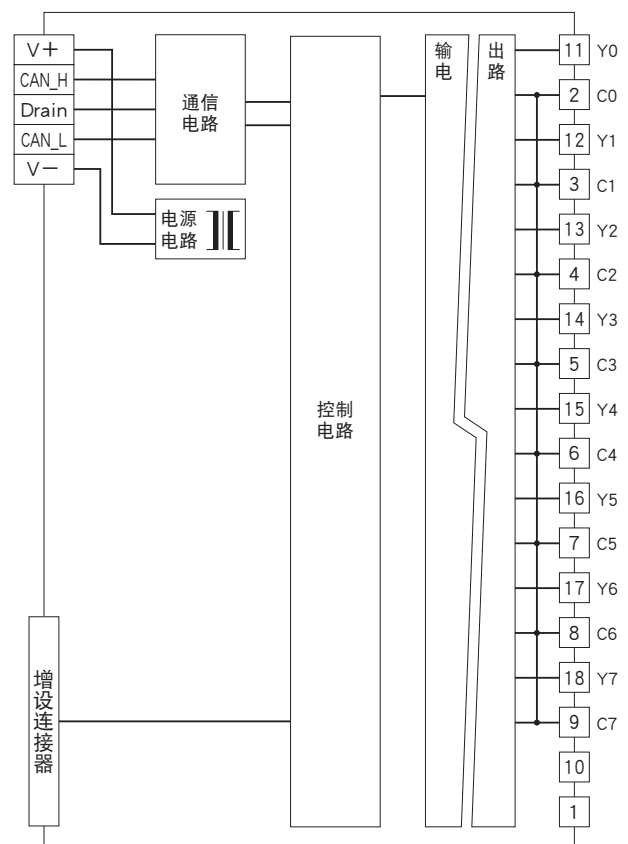 V+
CAN_H
Drain
CAN_L
V−
通信
电路
电源
电路
控制
电路
输
电
出
路
增设连接器
11 Y0
2 C0
12 Y1
3 C1
13 Y2
4 C2
14 Y3
5 C3
15 Y4
6 C4
16 Y5
7 C5
17 Y6
8 C6
18 Y7
9 C7
10
1